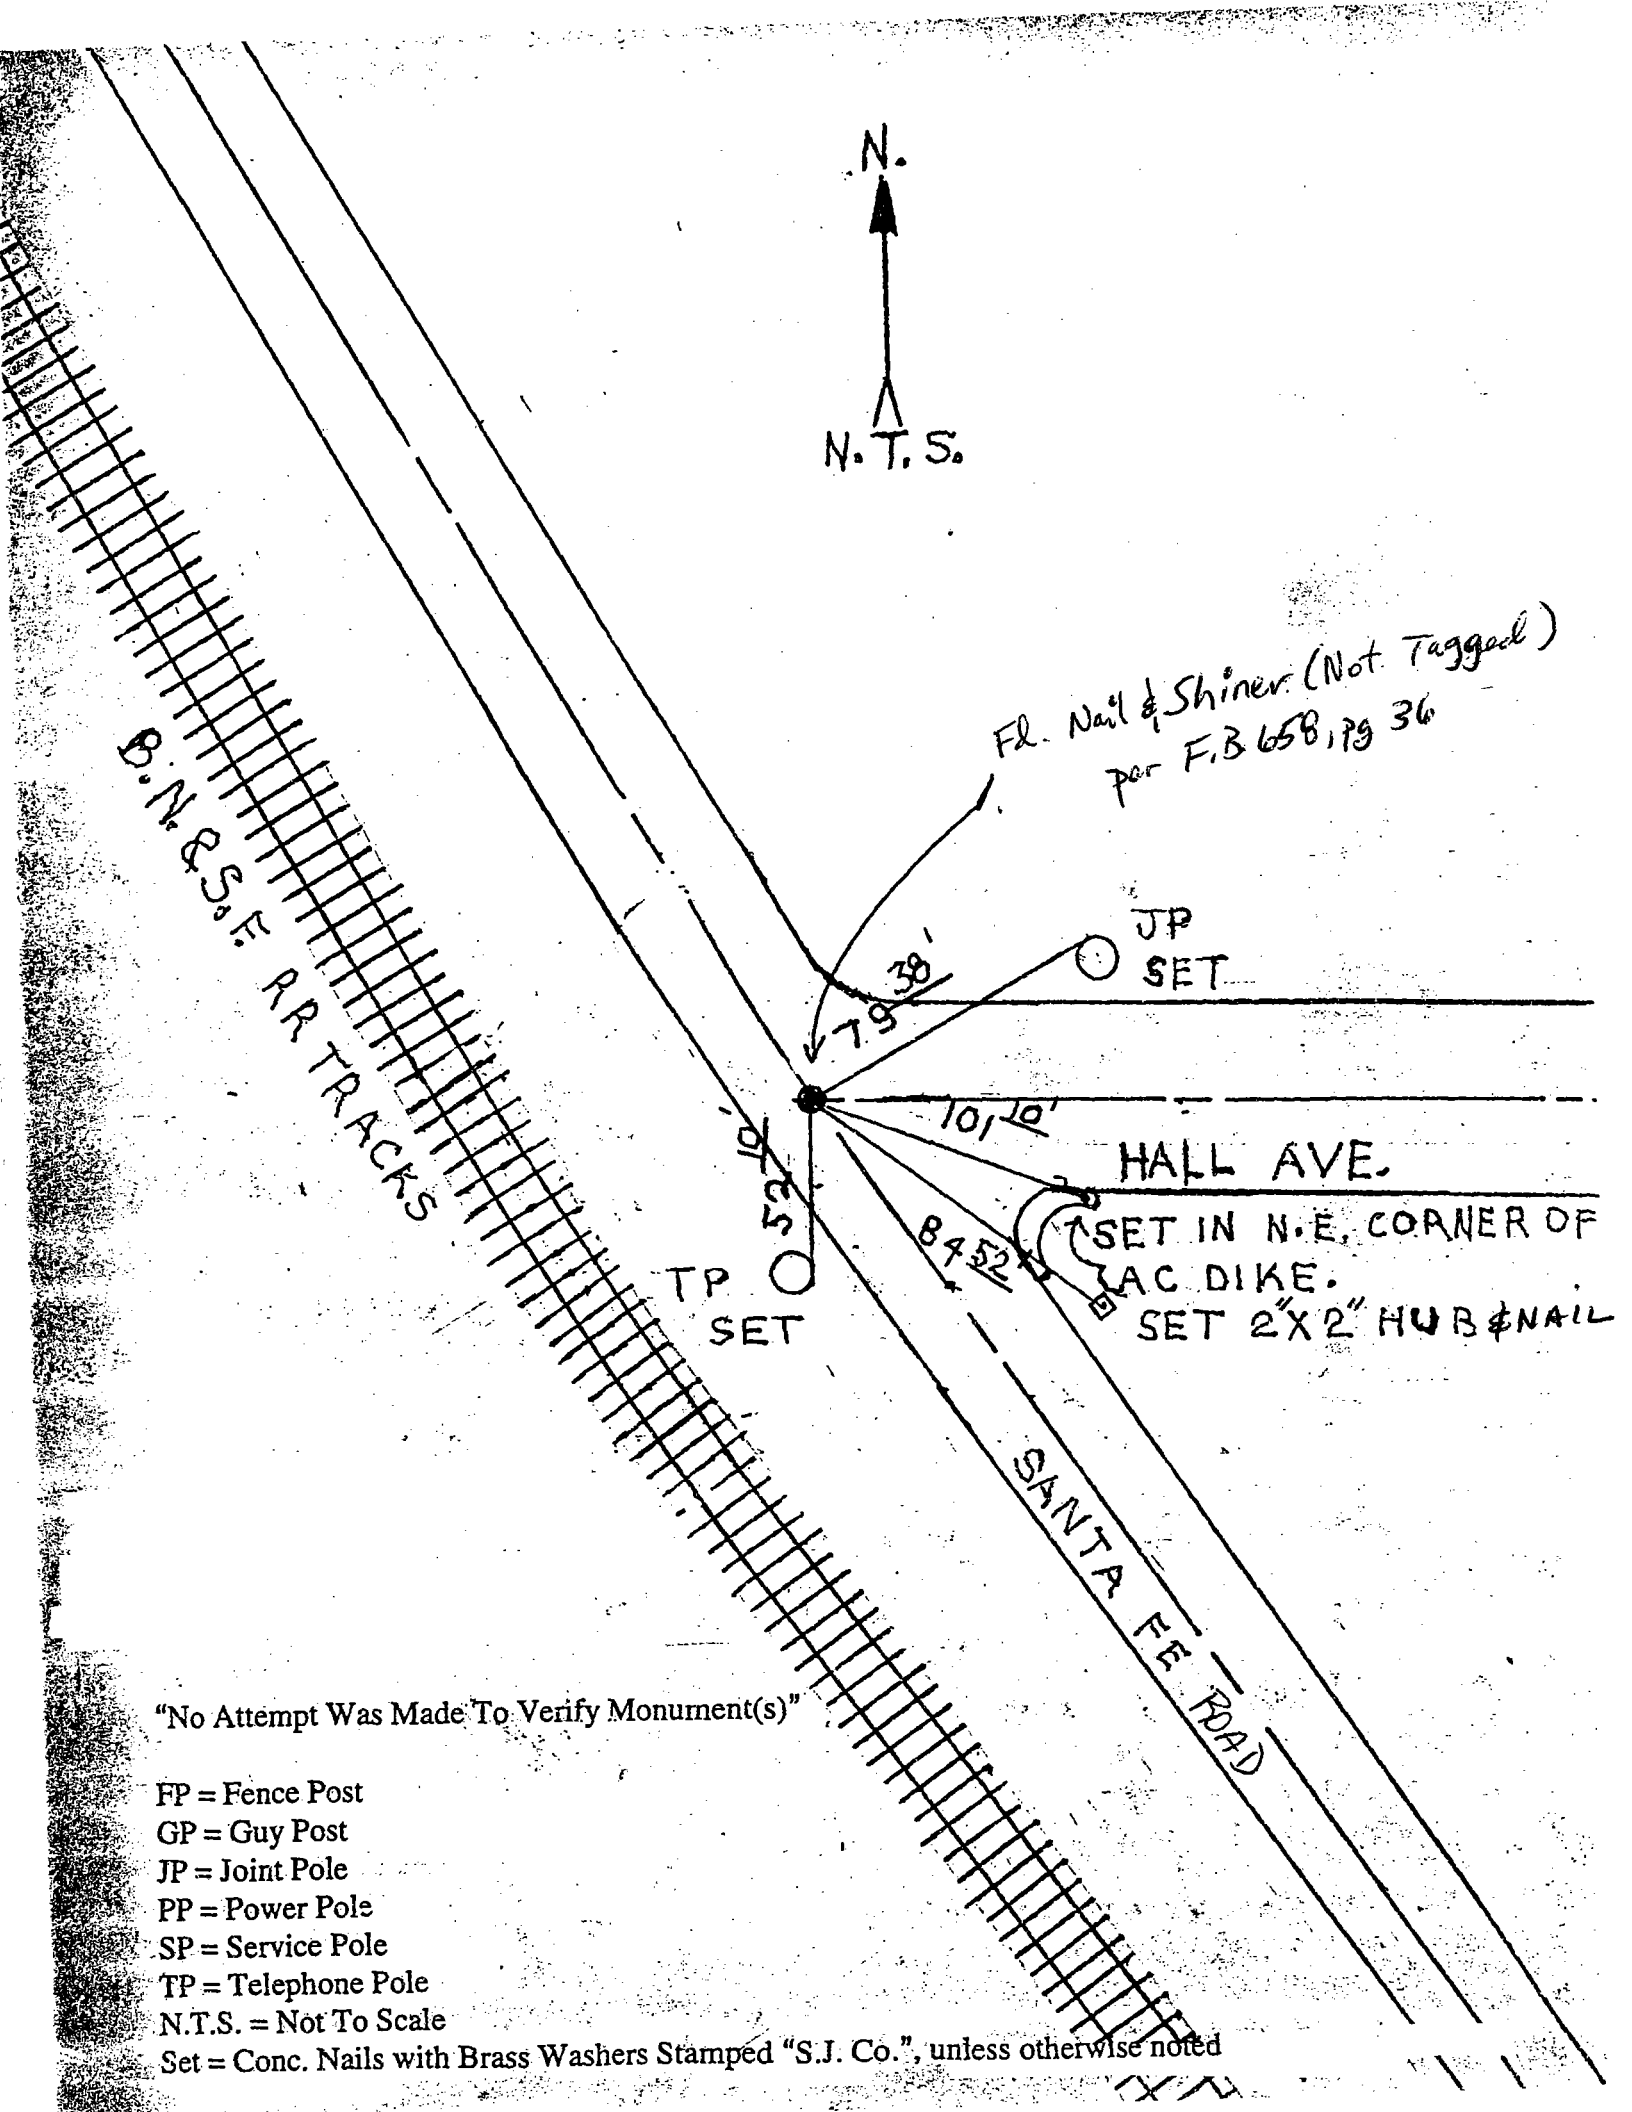 N.
N.T.S.
Fd. Nail & Shiner (Not Tagged)
per F.B 658, pg 36
B.N.&S.F. RR TRACKS
JP
SET
79 38'
70, 20'
HALL AVE.
52 10'
84 52'
SET IN N.E. CORNER OF
AC DIKE.
TP
SET
SET 2"X2" HUB & NAIL
SANTA FE ROAD
“No Attempt Was Made To Verify Monument(s)”
FP = Fence Post
GP = Guy Post
JP = Joint Pole
PP = Power Pole
SP = Service Pole
TP = Telephone Pole
N.T.S. = Not To Scale
Set = Conc. Nails with Brass Washers Stamped “S.J. Co.”, unless otherwise noted